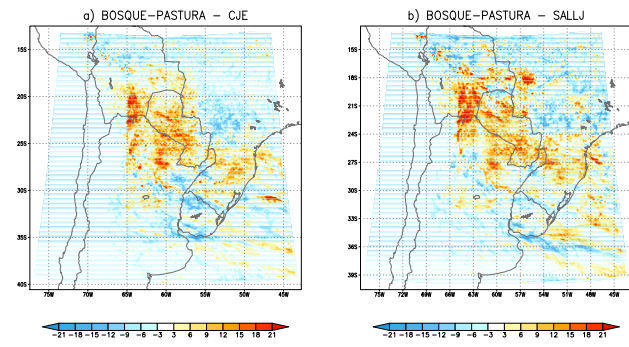 a) BOSQUE-PASTURA - CJE
b) BOSQUE-PASTURA - SALLJ
15S
20S
25S
30S
35S
40S
75W 70W 65W 60W 55W 50W 45W
15S
18S
21S
24S
27S
30S
33S
36S
39S
75W 72W 69W 66W 63W 60W 57W 54W 51W 48W
-21 -18 -15 -12 -9 -6 -3 3 6 9 12 15 18 21
-21 -18 -15 -12 -9 -6 -3 3 6 9 12 15 18 21